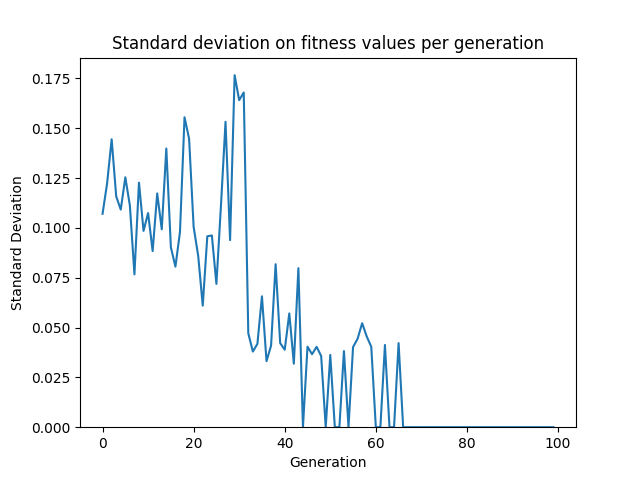 Standard deviation on fitness values per generation
0.175
0.150
0.125
0.100
0.075
0.050
0.025
0.000
Standard Deviation
0 20 40 60 80 100
Generation